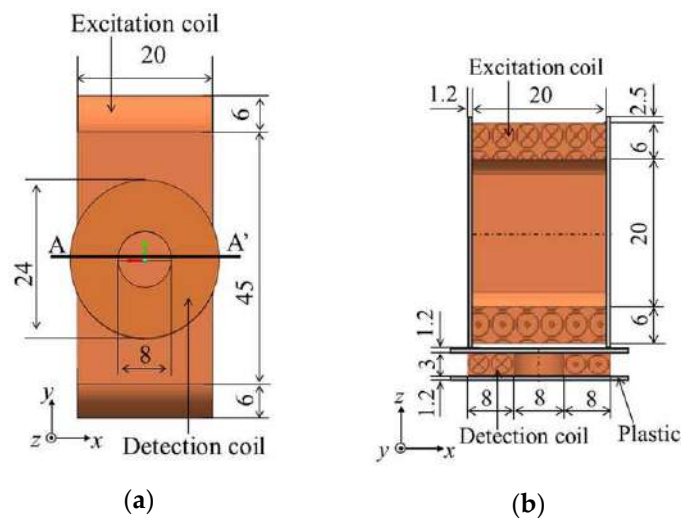 Excitation coil
20
6
A
A'
24
45
8
6
y
z
x
Detection coil
(a)
Excitation coil
1.2
20
2.5
6
20
6
1.2
3
1.2
8
8
8
z
y
x
Detection coil
Plastic
(b)